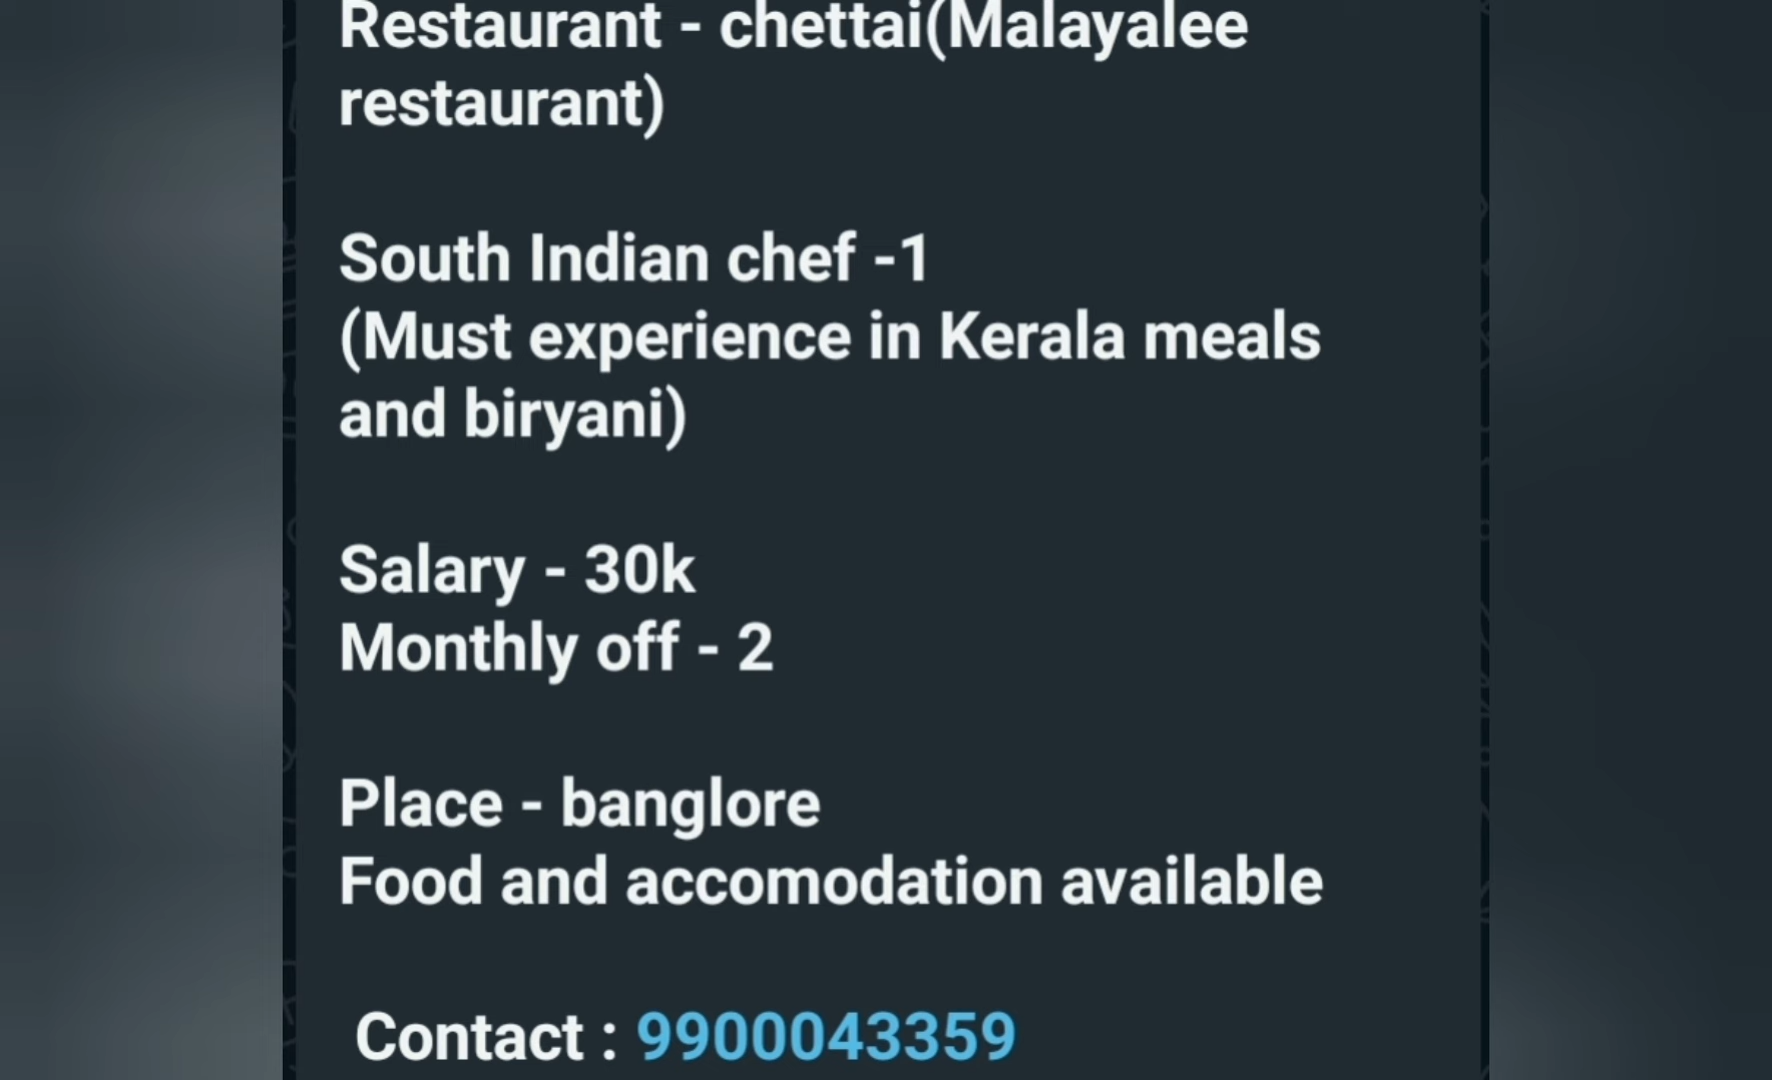 Restaurant - chettai(Malayalee
restaurant)
South Indian chef -1
(Must experience in Kerala meals
and biryani)
Salary - 30k
Monthly off - 2
Place - banglore
Food and accomodation available
Contact : 9900043359